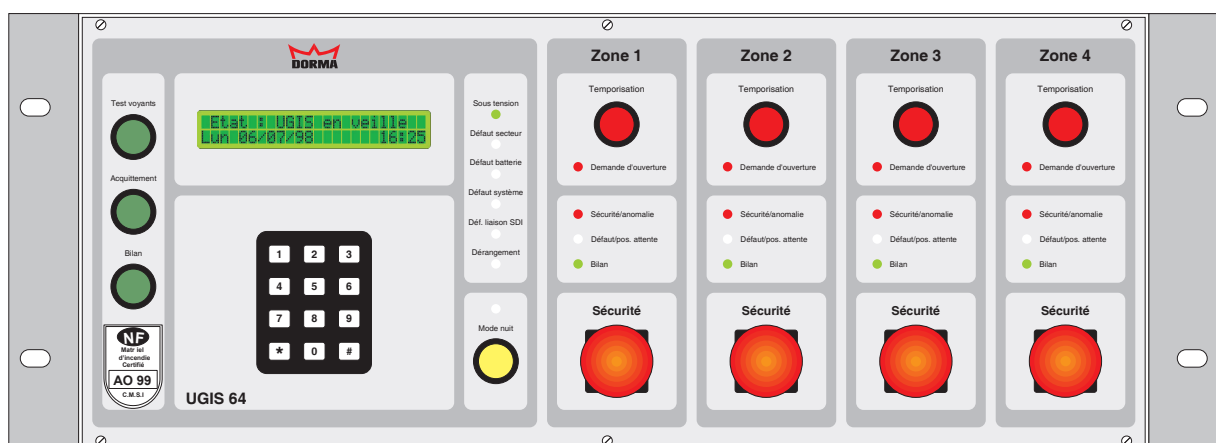 DORMA
Test voyants
Acquittement
Bilan
NF
Matr iel
d'incendie
Certifié
AO 99
C.M.S.I
Etat : UGIS en veille
Lun 06/07/98 16:25
1 2 3
4 5 6
7 8 9
* 0 #
UGIS 64
Sous tension
Défaut secteur
Défaut batterie
Défaut système
Déf. liaison SDI
Dérangement
Mode nuit
Zone 1
Temporisation
Demande d'ouverture
Sécurité/anomalie
Défaut/pos. attente
Bilan
Sécurité
Zone 2
Temporisation
Demande d'ouverture
Sécurité/anomalie
Défaut/pos. attente
Bilan
Sécurité
Zone 3
Temporisation
Demande d'ouverture
Sécurité/anomalie
Défaut/pos. attente
Bilan
Sécurité
Zone 4
Temporisation
Demande d'ouverture
Sécurité/anomalie
Défaut/pos. attente
Bilan
Sécurité